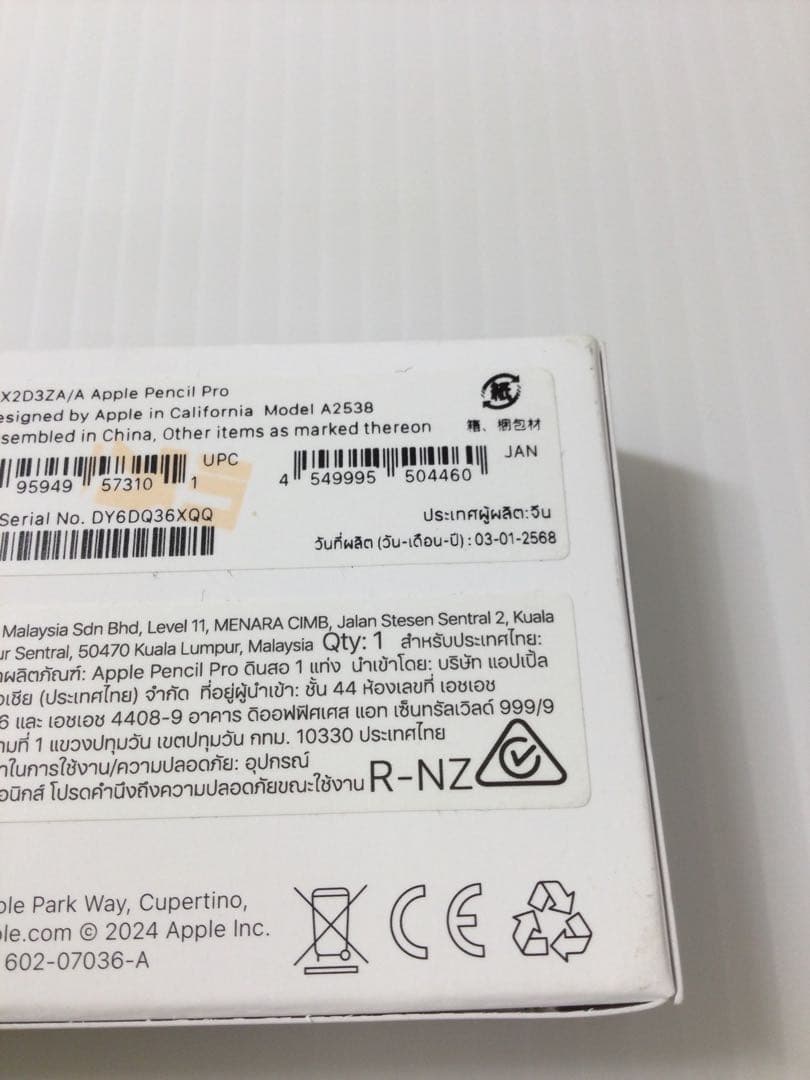 X2D3ZA/A Apple Pencil Pro
esigned by Apple in California Model A2538
sembled in China, Other items as marked thereon
紙
箱、梱包材
95949 57310 1 UPC
4 549995 504460 JAN
Serial No. DY6DQ36XQQ
ประเทศผู้ผลิต:จีน
วันที่ผลิต (วัน-เดือน-ปี) : 03-01-2568
Malaysia Sdn Bhd, Level 11, MENARA CIMB, Jalan Stesen Sentral 2, Kuala
ur Sentral, 50470 Kuala Lumpur, Malaysia Qty: 1 สำหรับประเทศไทย:
ผลิตภัณฑ์: Apple Pencil Pro ดินสอ 1 แท่ง นำเข้าโดย: บริษัท แอปเปิ้ล
เชีย (ประเทศไทย) จำกัด ที่อยู่ผู้นำเข้า: ชั้น 44 ห้องเลขที่ เอชเอช
6 และ เอชเอช 4408-9 อาคาร ดิออฟฟิศเศส แอท เซ็นทรัลเวิลด์ 999/9
ามที่ 1 แขวงปทุมวัน เขตปทุมวัน กทม. 10330 ประเทศไทย
าในการใช้งาน/ความปลอดภัย: อุปกรณ์
อนิกส์ โปรดคำนึงถึงความปลอดภัยขณะใช้งาน R-NZ
ple Park Way, Cupertino,
ple.com © 2024 Apple Inc.
602-07036-A
CE